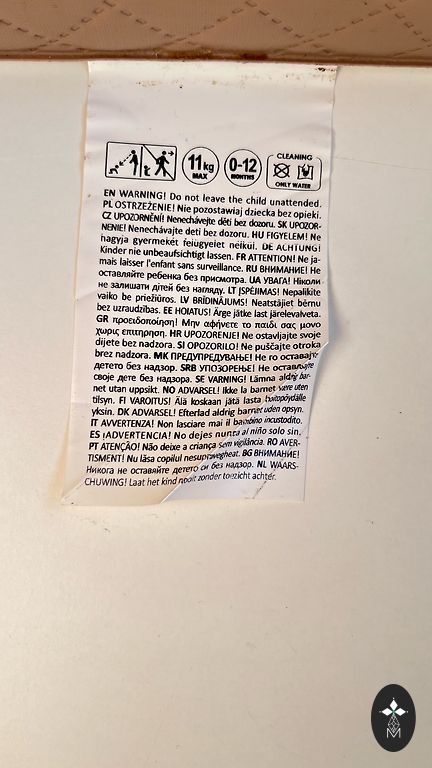 11kg
MAX
0-12
MONTHS
CLEANING
ONLY WATER
EN WARNING! Do not leave the child unattended.
PL OSTRZEŻENIE! Nie pozostawiaj dziecka bez opieki.
CZ UPOZORNĚNÍ! Nenechávejte děti bez dozoru. SK UPOZOR-
NENIE! Nenechávajte deti bez dozoru. HU FIGYELEM! Ne
hagyja gyermekét felügyelet nélkül. DE ACHTUNG!
Kinder nie unbeaufsichtigt lassen. FR ATTENTION! Ne ja-
mais laisser l'enfant sans surveillance. RU ВНИМАНИЕ! Не
оставляйте ребенка без присмотра. UA УВАГА! Ніколи
не залишати дітей без нагляду. LT ĮSPĖJIMAS! Nepalikite
vaiko be priežiūros. LV BRĪDINĀJUMS! Neatstājiet bērnu
bez uzraudzības. EE HOIATUS! Ärge jätke last järelevalveta.
GR προειδοποίηση! Μην αφήνετε το παιδί σας μόνο
χωρίς επιτήρηση. HR UPOZORENJE! Ne ostavljajte svoje
dijete bez nadzora. SI OPOZORILO! Ne puščajte otroka
brez nadzora. MK ПРЕДУПРЕДУВАЊЕ! Не го оставајте
детето без надзор. SRB УПОЗОРЕЊЕ! Не остављајте
своје дете без надзора. SE VARNING! Lämna aldrig bar-
net utan uppsikt. NO ADVARSEL! Ikke la barnet være uten
tilsyn. FI VAROITUS! Älä koskaan jätä lasta hoitopöydälle
yksin. DK ADVARSEL! Efterlad aldrig barnet uden opsyn.
IT AVVERTENZA! Non lasciare mai il bambino incustodito.
ES ¡ADVERTENCIA! No dejes nunca al niño solo sin.
PT ATENÇÃO! Não deixe a criança sem vigilância. RO AVER-
TISMENT! Nu lăsa copilul nesupravegheat. BG ВНИМАНИЕ!
Никога не оставяйте детето си без надзор. NL WAARS-
CHUWING! Laat het kind nooit zonder toezicht achter.
M